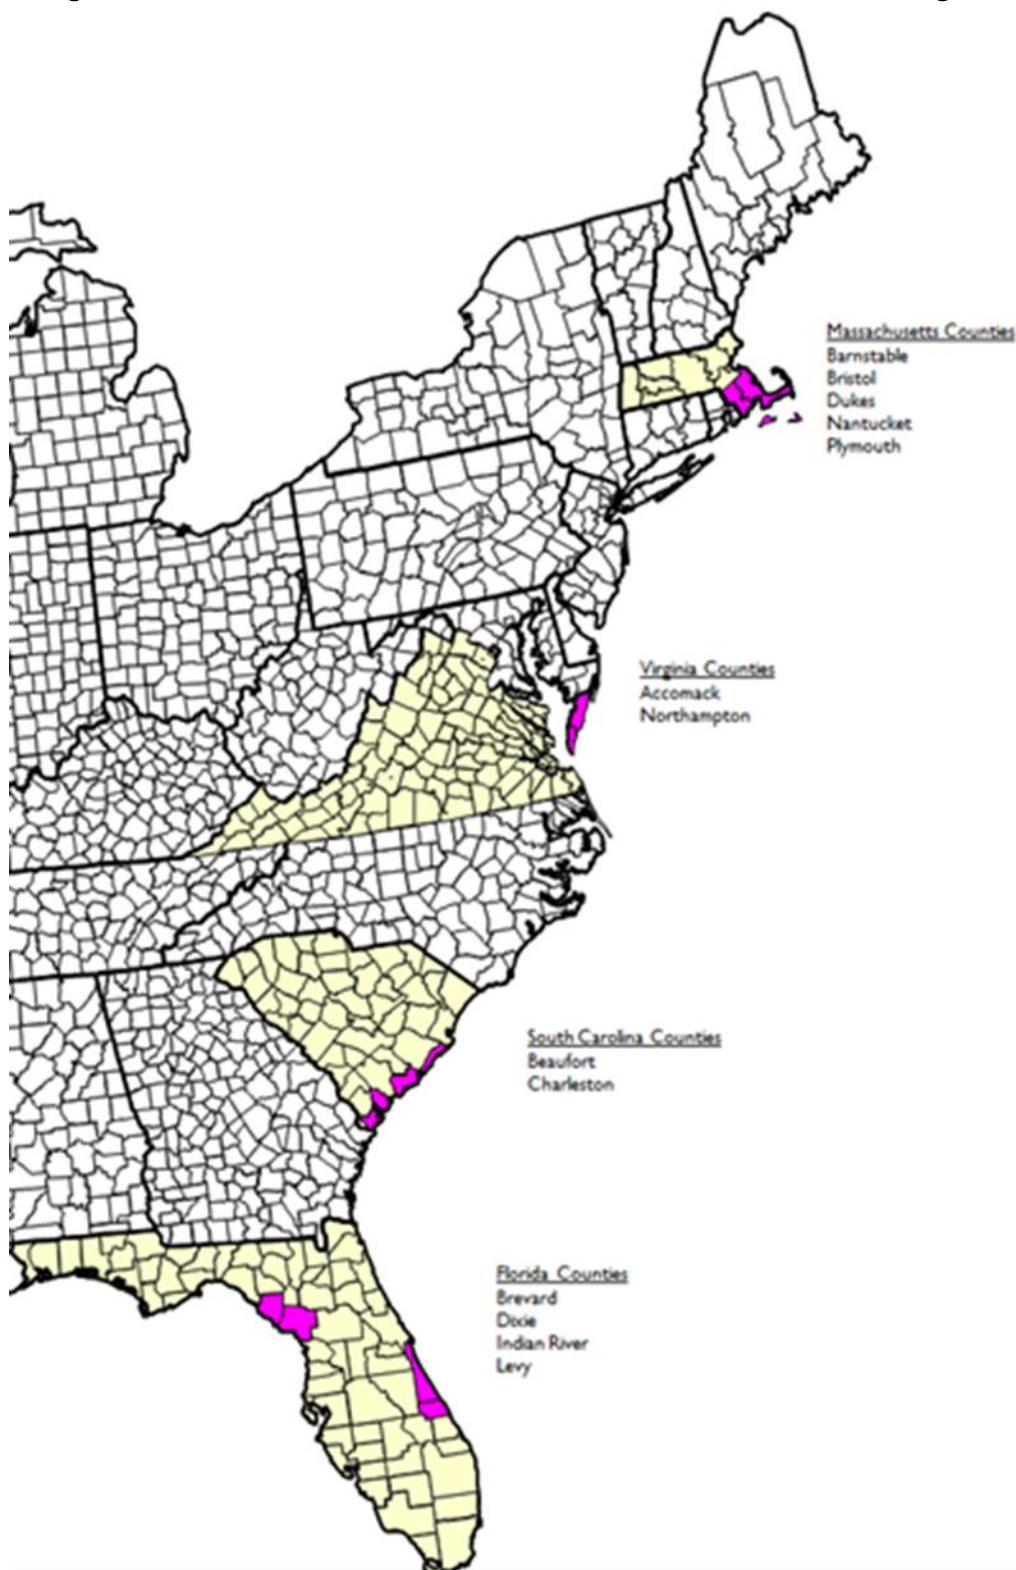 Massachusetts Counties
Barnstable
Bristol
Dukes
Nantucket
Plymouth
Virginia Counties
Accomack
Northampton
South Carolina Counties
Beaufort
Charleston
Florida Counties
Brevard
Dixie
Indian River
Levy